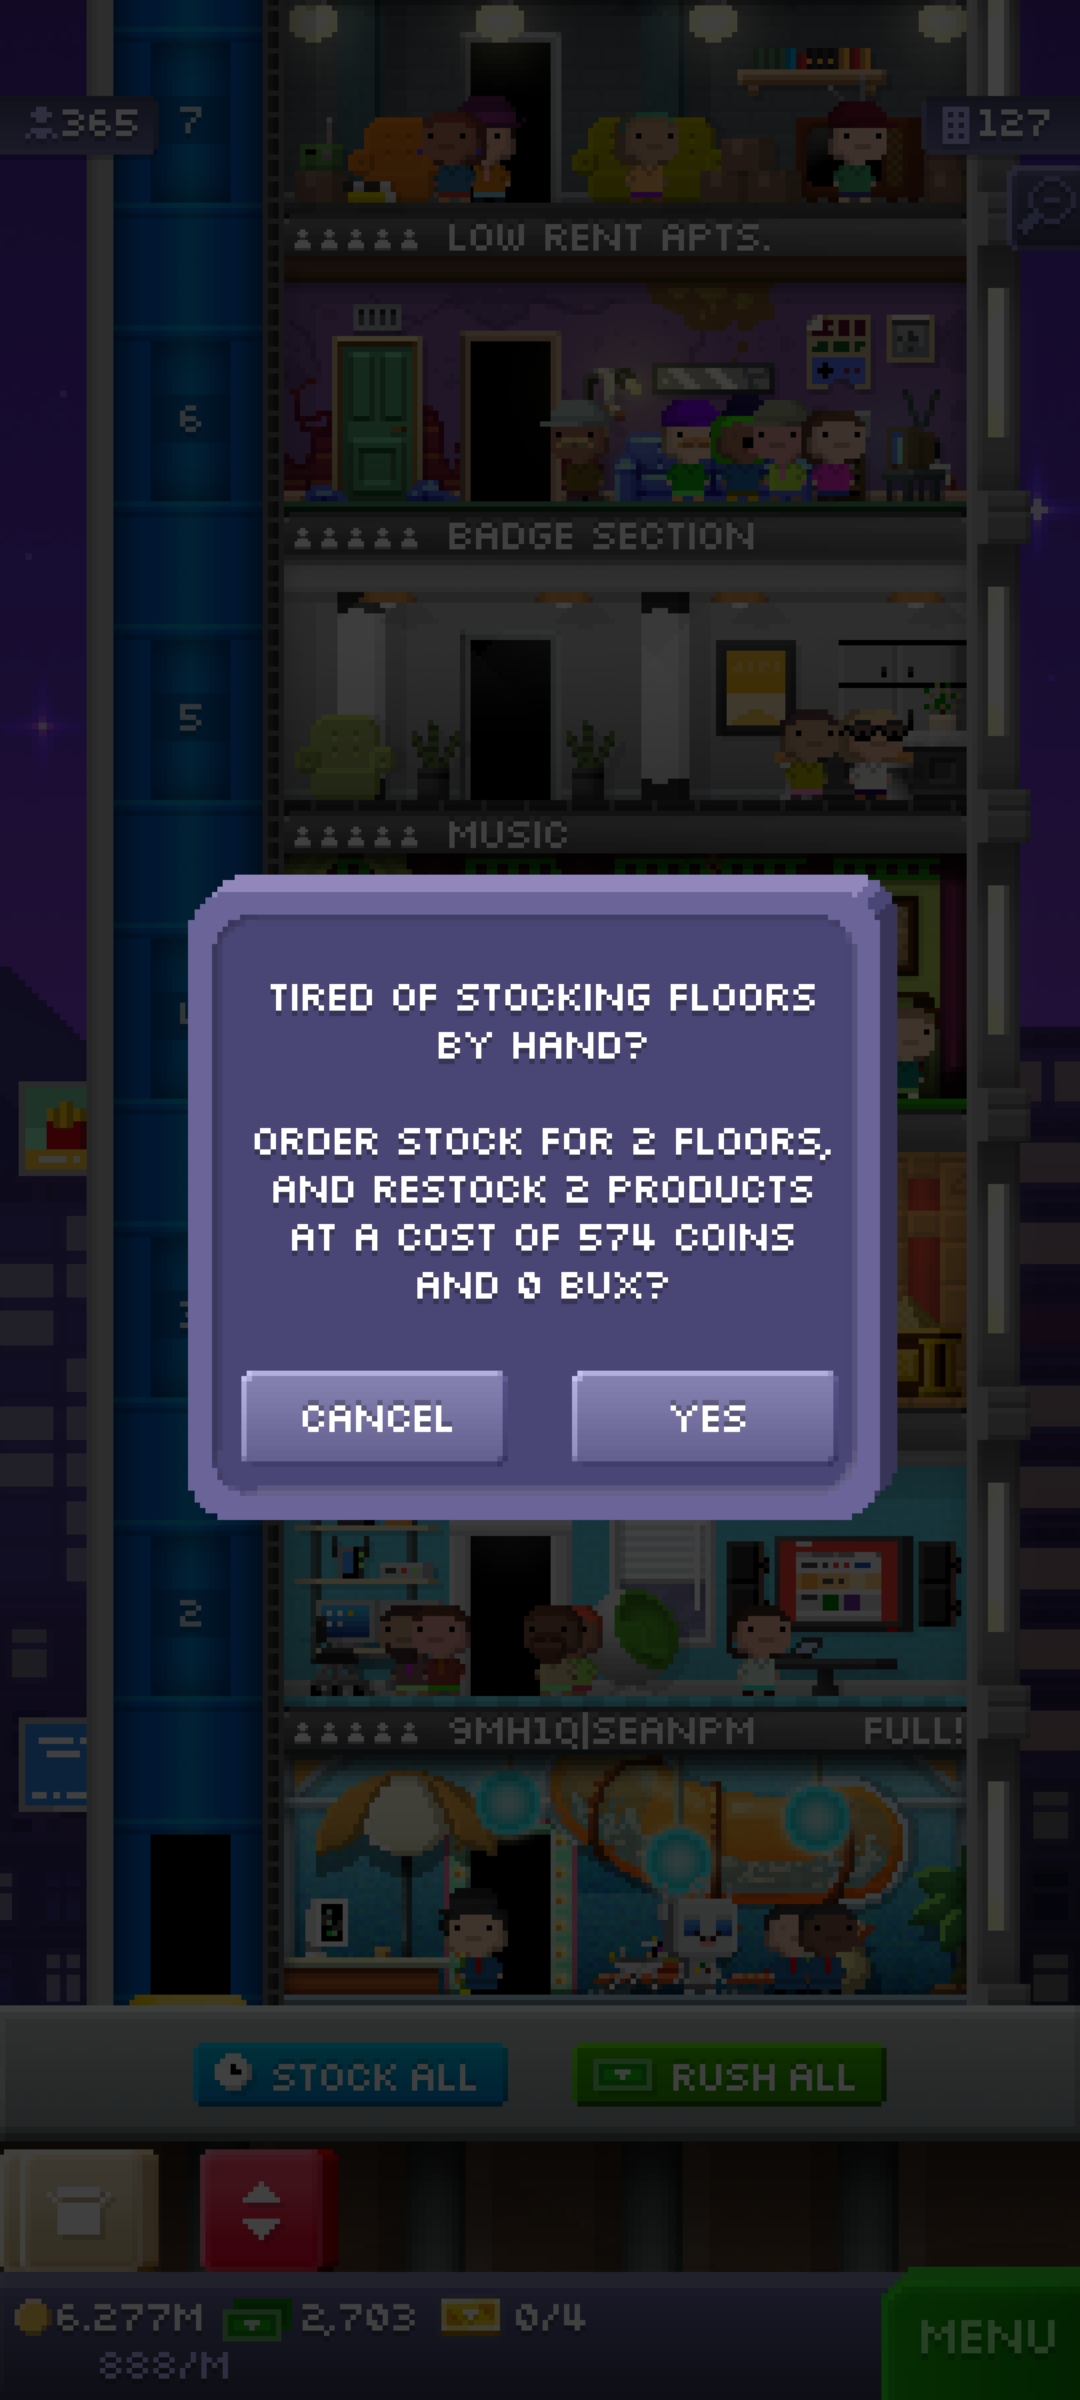 365
7
127
LOW RENT APTS.
6
BADGE SECTION
5
MUSIC
TIRED OF STOCKING FLOORS
BY HAND?
ORDER STOCK FOR 2 FLOORS,
AND RESTOCK 2 PRODUCTS
AT A COST OF 574 COINS
AND 0 BUX?
CANCEL
YES
2
9MH1Q|SEANPM
FULL!
STOCK ALL
RUSH ALL
6.277M
2,703
0/4
888/M
MENU